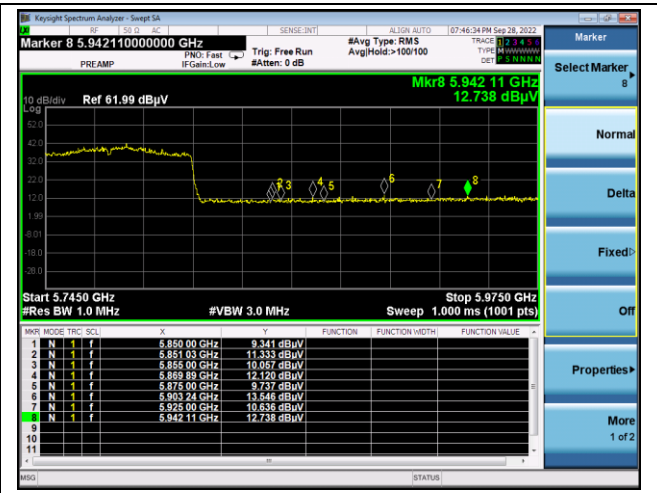 Keysight Spectrum Analyzer - Swept SA
RF 50 Ω AC SENSE:INT ALIGN AUTO 07:46:34 PM Sep 28, 2022
Marker 8 5.942110000000 GHz
PREAMP
PNO: Fast
IFGain:Low
Trig: Free Run
#Atten: 0 dB
#Avg Type: RMS
Avg|Hold:>100/100
TRACE 1 2 3 4 5 6
TYPE MWWWWW
DET P S N N N N
Mkr8 5.942 11 GHz
12.738 dBµV
10 dB/div Ref 61.99 dBµV
Log
52.0
42.0
32.0
22.0
12.0
1.99
-8.01
-18.0
-28.0
2 3 4 5 6 7 8
Start 5.7450 GHz Stop 5.9750 GHz
#Res BW 1.0 MHz #VBW 3.0 MHz Sweep 1.000 ms (1001 pts)
MKR MODE TRC SCL X Y FUNCTION FUNCTION WIDTH FUNCTION VALUE
1 N 1 f 5.850 00 GHz 9.341 dBµV
2 N 1 f 5.851 03 GHz 11.333 dBµV
3 N 1 f 5.855 00 GHz 10.057 dBµV
4 N 1 f 5.869 89 GHz 12.120 dBµV
5 N 1 f 5.875 00 GHz 9.737 dBµV
6 N 1 f 5.903 24 GHz 13.546 dBµV
7 N 1 f 5.925 00 GHz 10.636 dBµV
8 N 1 f 5.942 11 GHz 12.738 dBµV
9
10
11
MSG STATUS
Marker
Select Marker
8
Normal
Delta
Fixed
Off
Properties
More
1 of 2